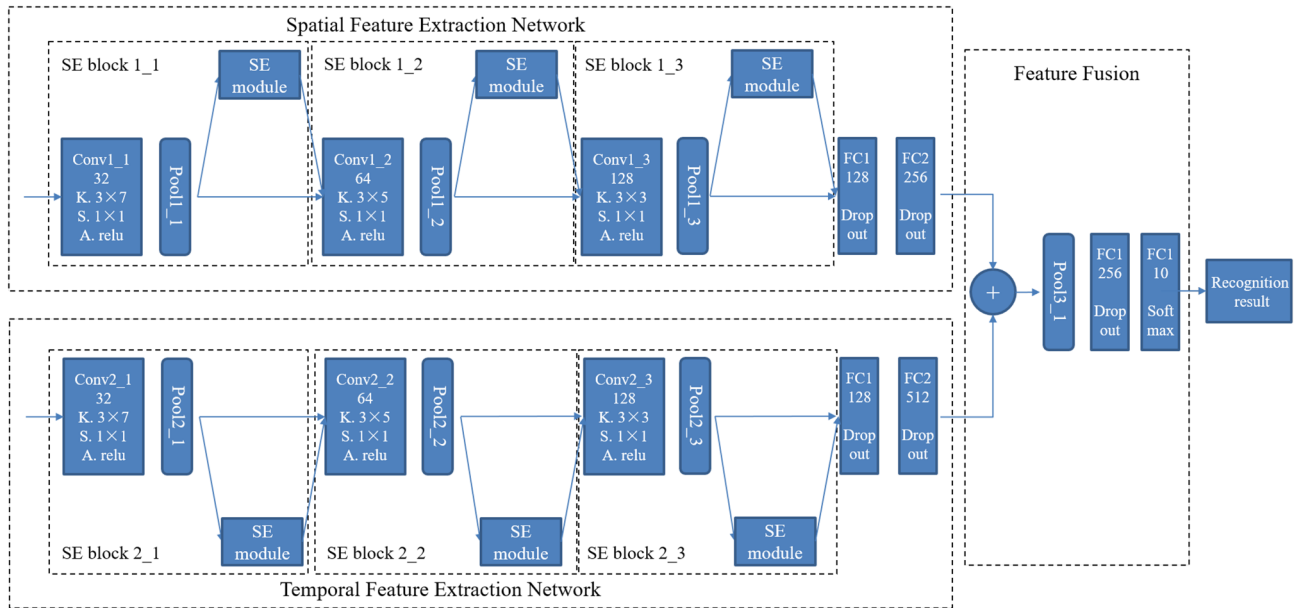 Spatial Feature Extraction Network
SE block 1_1
SE
module
Conv1_1
32
K. 3×7
S. 1×1
A. relu
Pool1_1
SE block 1_2
SE
module
Conv1_2
64
K. 3×5
S. 1×1
A. relu
Pool1_2
SE block 1_3
SE
module
Conv1_3
128
K. 3×3
S. 1×1
A. relu
Pool1_3
FC1
128
Drop
out
FC2
256
Drop
out
Conv2_1
32
K. 3×7
S. 1×1
A. relu
Pool2_1
SE
module
SE block 2_1
Conv2_2
64
K. 3×5
S. 1×1
A. relu
Pool2_2
SE
module
SE block 2_2
Conv2_3
128
K. 3×3
S. 1×1
A. relu
Pool2_3
SE
module
SE block 2_3
FC1
128
Drop
out
FC2
512
Drop
out
Temporal Feature Extraction Network
Feature Fusion
+
Pool3_1
FC1
256
Drop
out
FC1
10
Soft
max
Recognition
result